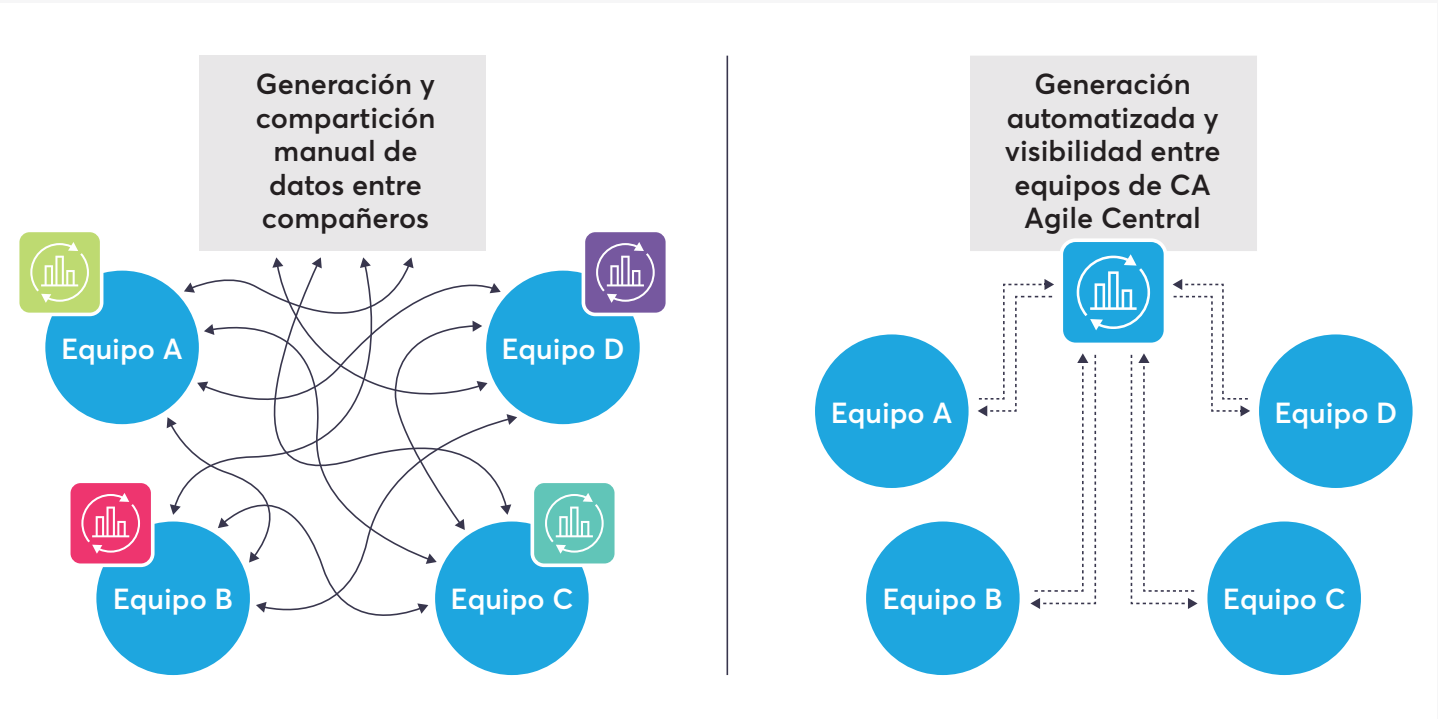 Generación y
compartición
manual de
datos entre
compañeros
Equipo A
Equipo D
Equipo B
Equipo C
Generación
automatizada y
visibilidad entre
equipos de CA
Agile Central
Equipo A
Equipo D
Equipo B
Equipo C